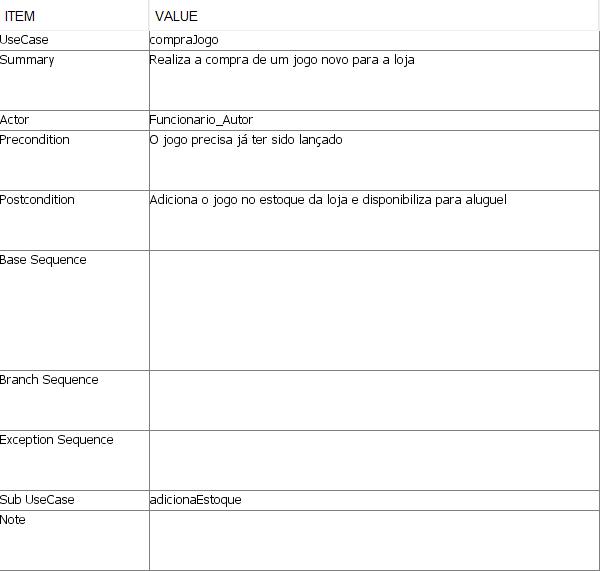 ITEM VALUE
UseCase compraJogo
Summary Realiza a compra de um jogo novo para a loja
Actor Funcionario_Autor
Precondition O jogo precisa já ter sido lançado
Postcondition Adiciona o jogo no estoque da loja e disponibiliza para aluguel
Base Sequence
Branch Sequence
Exception Sequence
Sub UseCase adicionaEstoque
Note